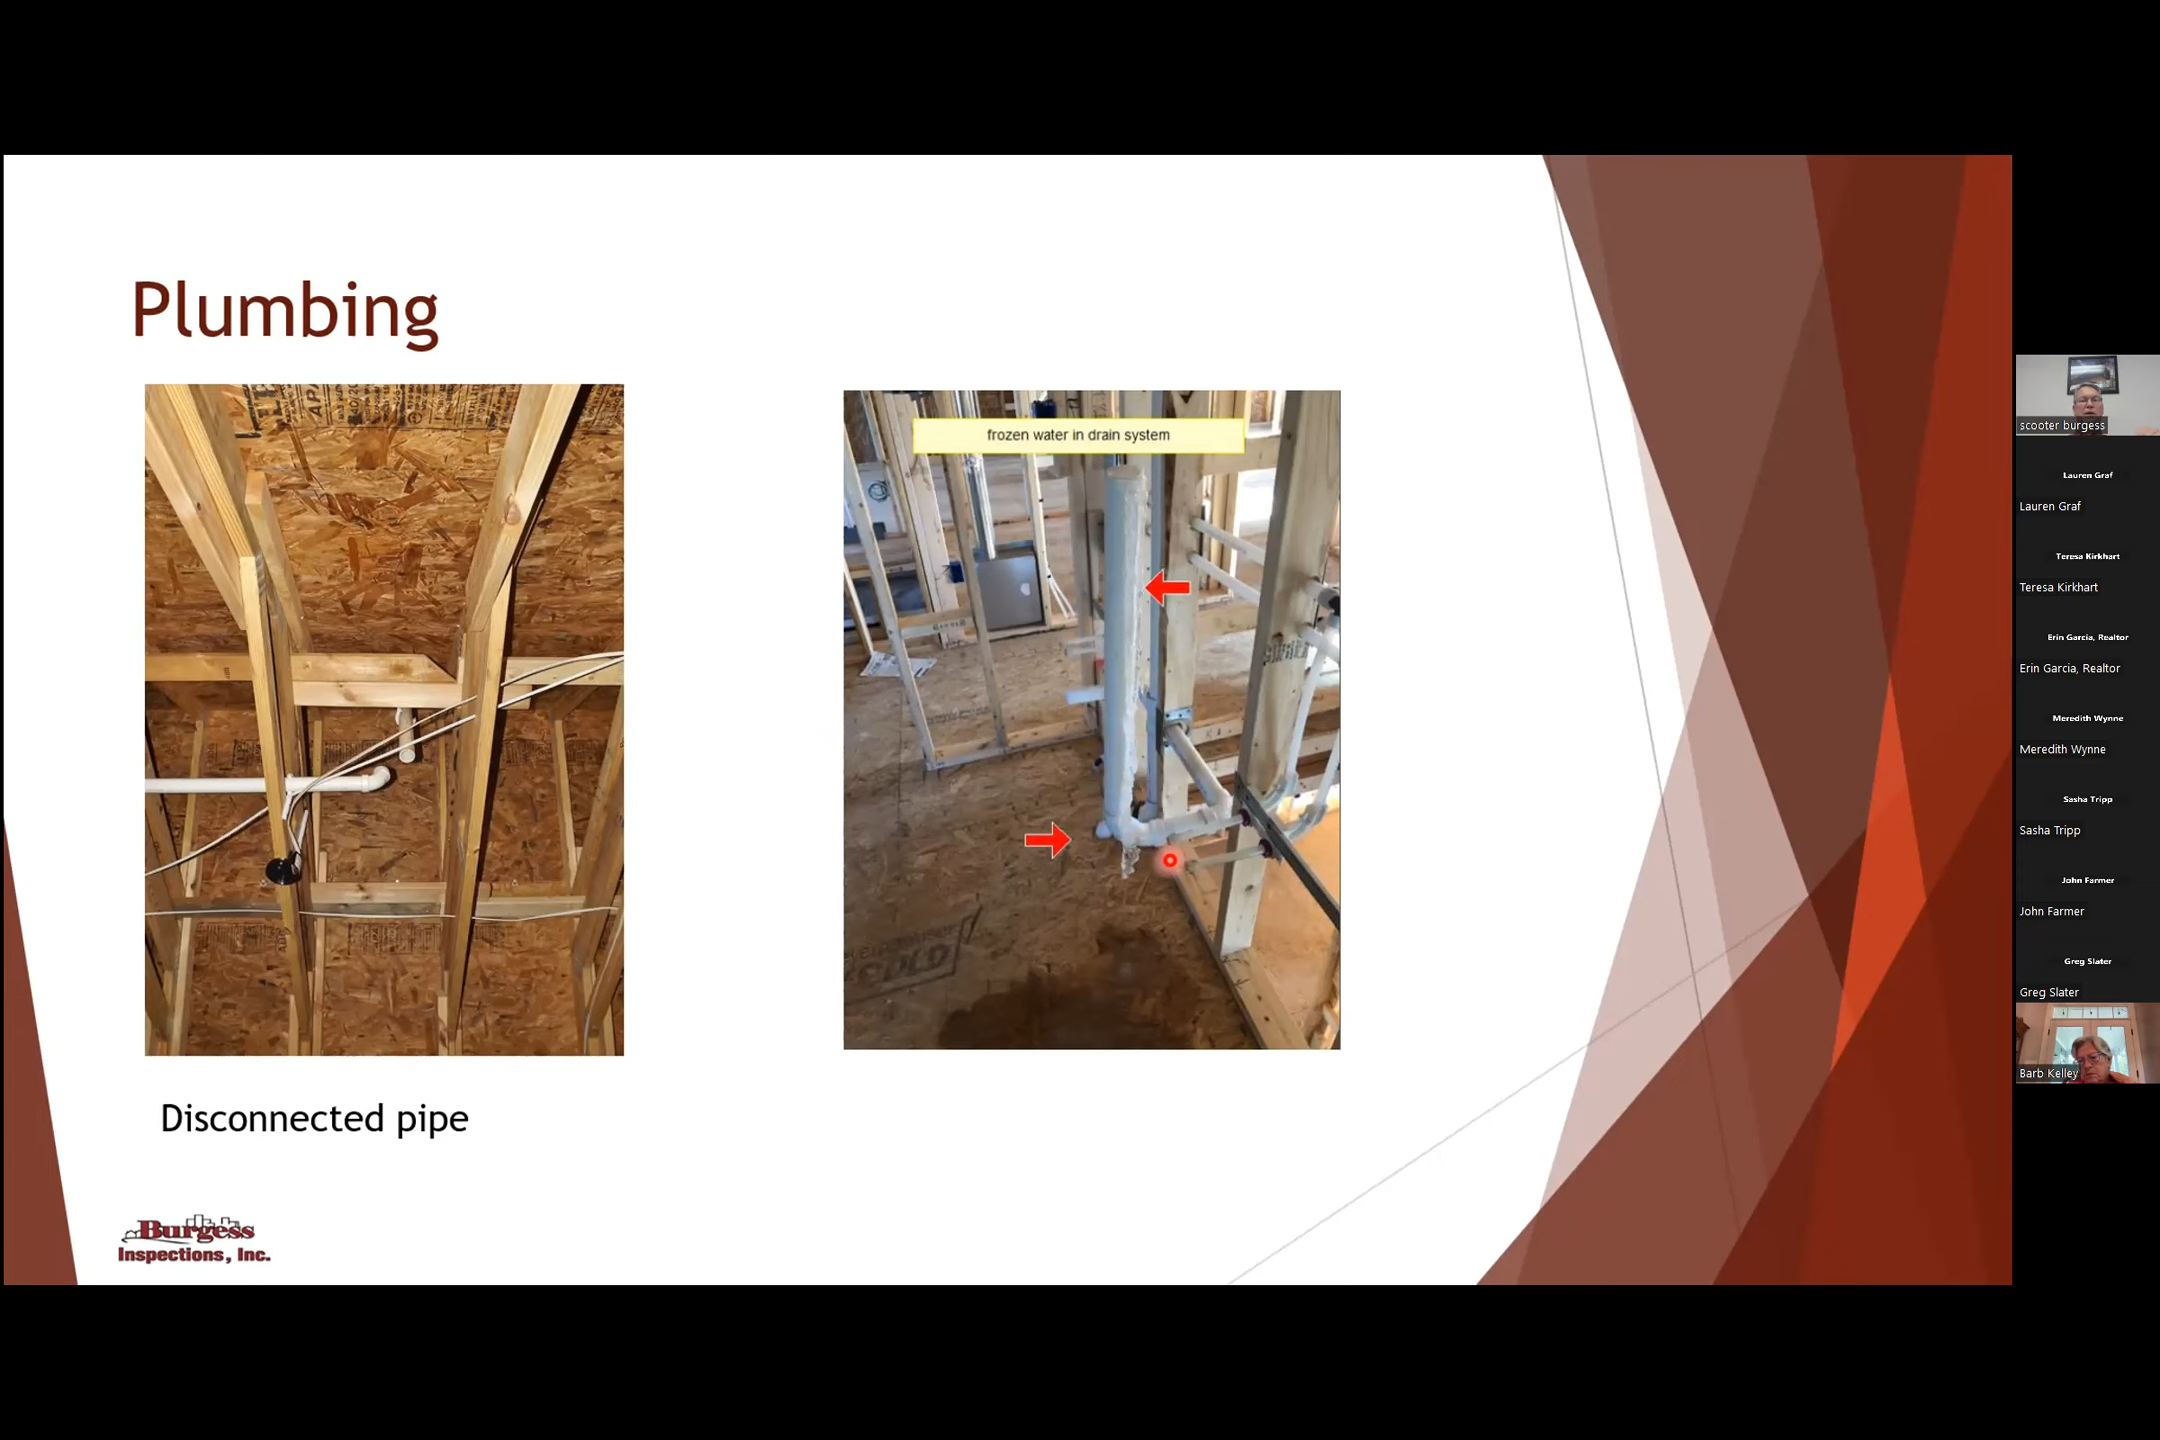 Plumbing
frozen water in drain system
Disconnected pipe
Burgess
Inspections, Inc.
scooter burgess
Lauren Graf
Lauren Graf
Teresa Kirkhart
Teresa Kirkhart
Erin Garcia, Realtor
Erin Garcia, Realtor
Meredith Wynne
Meredith Wynne
Sasha Tripp
Sasha Tripp
John Farmer
John Farmer
Greg Slater
Greg Slater
Barb Kelley